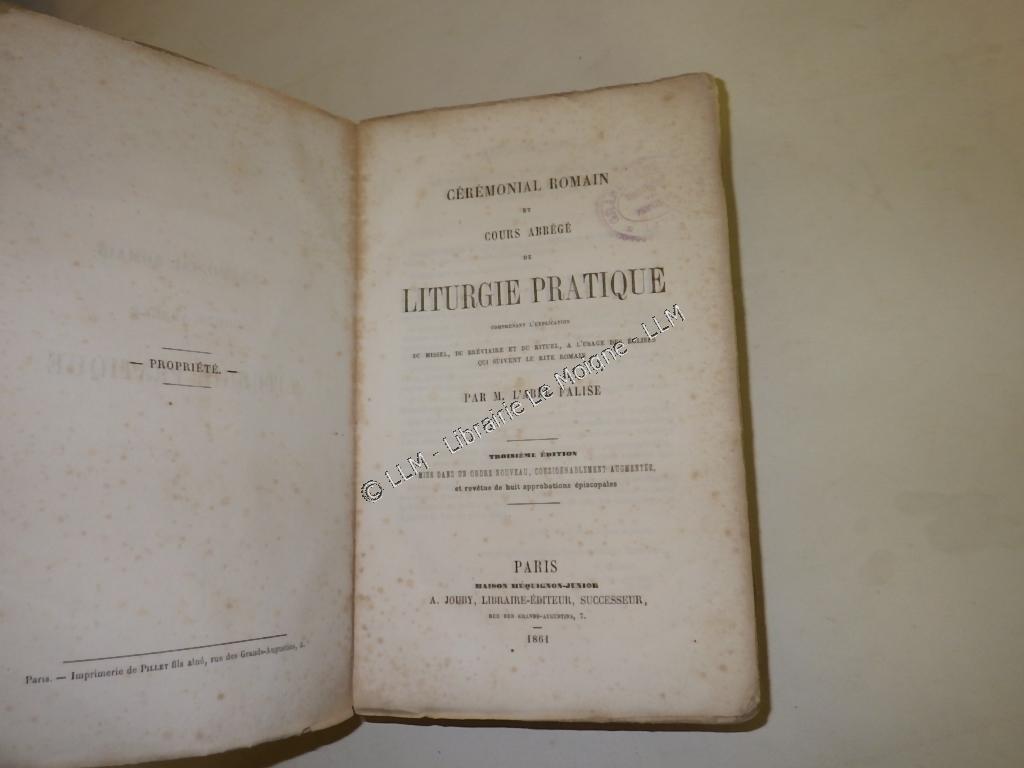 — PROPRIÉTÉ. —
Paris. — Imprimerie de PILLET fils aîné, rue des Grands-Augustins, 5.
CÉRÉMONIAL ROMAIN
ET
COURS ABRÉGÉ
DE
LITURGIE PRATIQUE
COMPRENANT L'EXPLICATION
DU MISSEL, DU BRÉVIAIRE ET DU RITUEL, A L'USAGE DES ÉGLISES
QUI SUIVENT LE RITE ROMAIN
PAR M. L'ABBÉ FALISE
TROISIÈME ÉDITION
MISE DANS UN ORDRE NOUVEAU, CONSIDÉRABLEMENT AUGMENTÉE,
et revêtue de huit approbations épiscopales
PARIS
MAISON MÉQUIGNON-JUNIOR
A. JOUBY, LIBRAIRE-ÉDITEUR, SUCCESSEUR,
RUE DES GRANDS-AUGUSTINS, 7.
1861
© LLM - Librairie Le Moigne - LLM